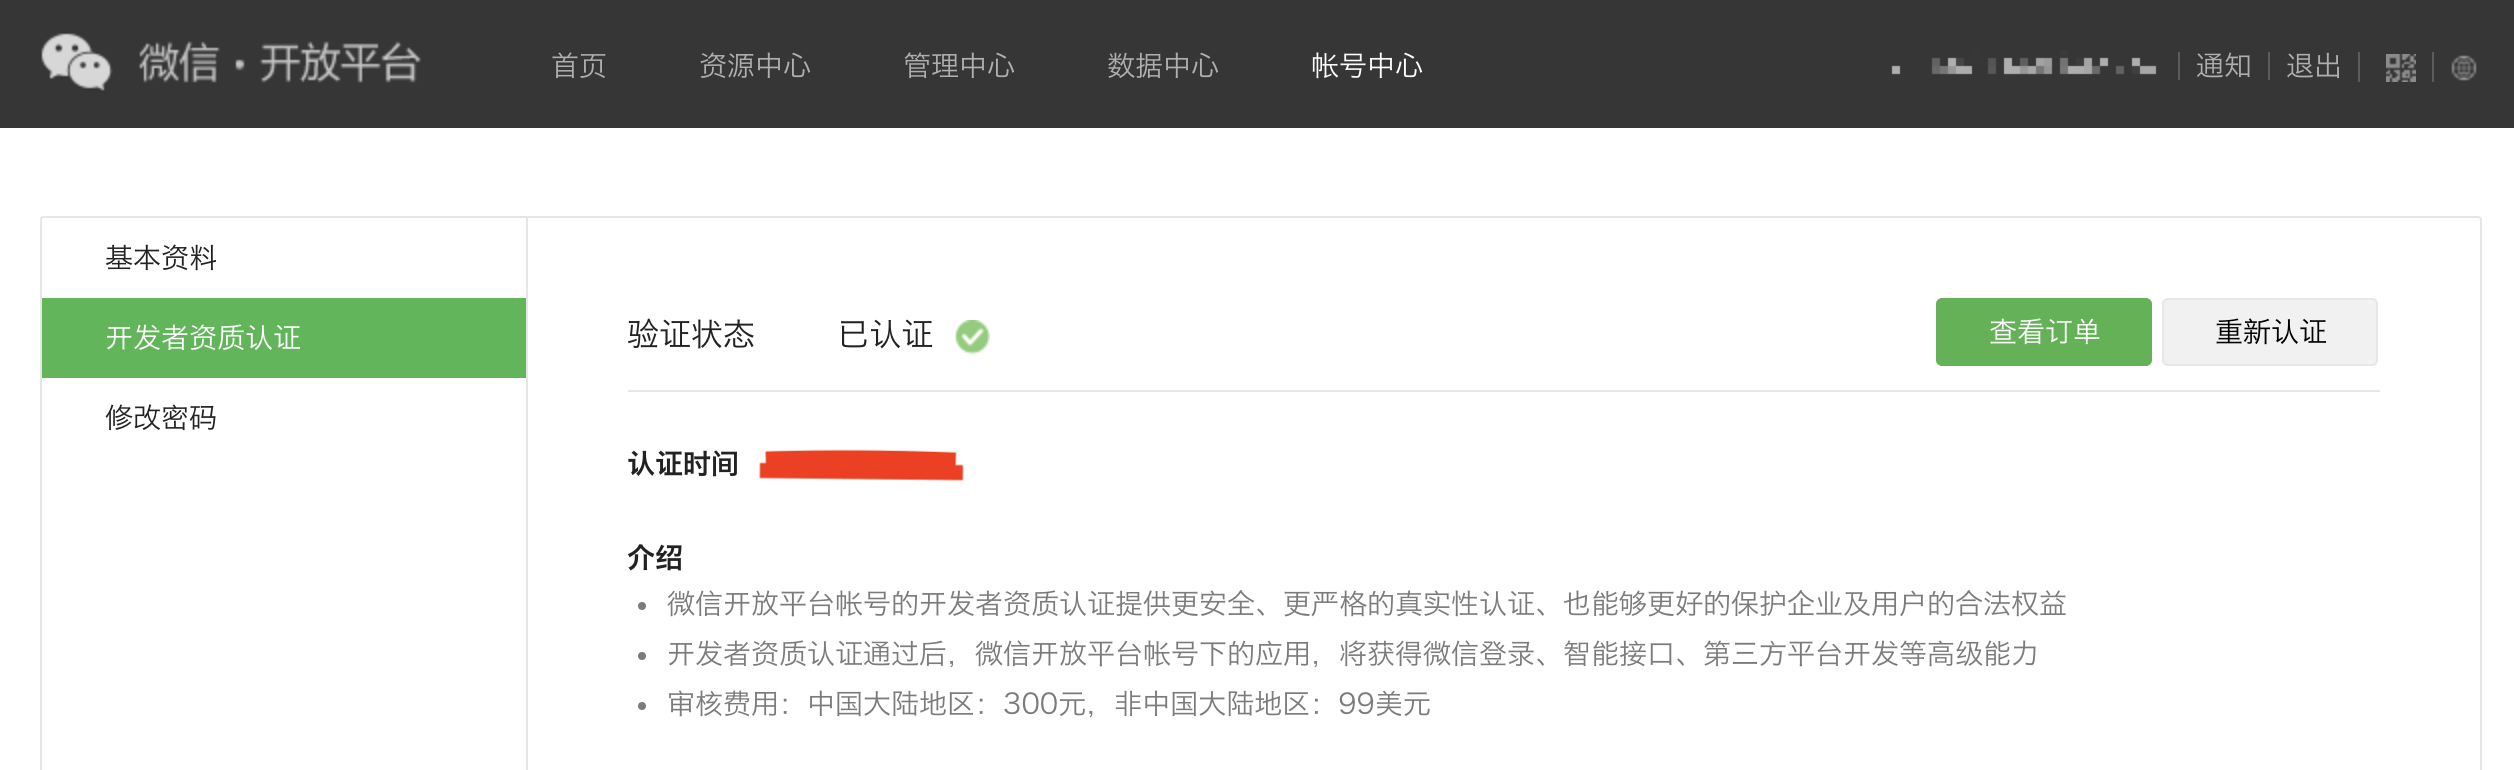 微信·开放平台 首页 资源中心 管理中心 数据中心 帐号中心 通知 退出
基本资料
开发者资质认证
修改密码
验证状态 已认证 查看订单 重新认证
认证时间
介绍
微信开放平台帐号的开发者资质认证提供更安全、更严格的真实性认证、也能够更好的保护企业及用户的合法权益
开发者资质认证通过后，微信开放平台帐号下的应用，将获得微信登录、智能接口、第三方平台开发等高级能力
审核费用：中国大陆地区：300元，非中国大陆地区：99美元